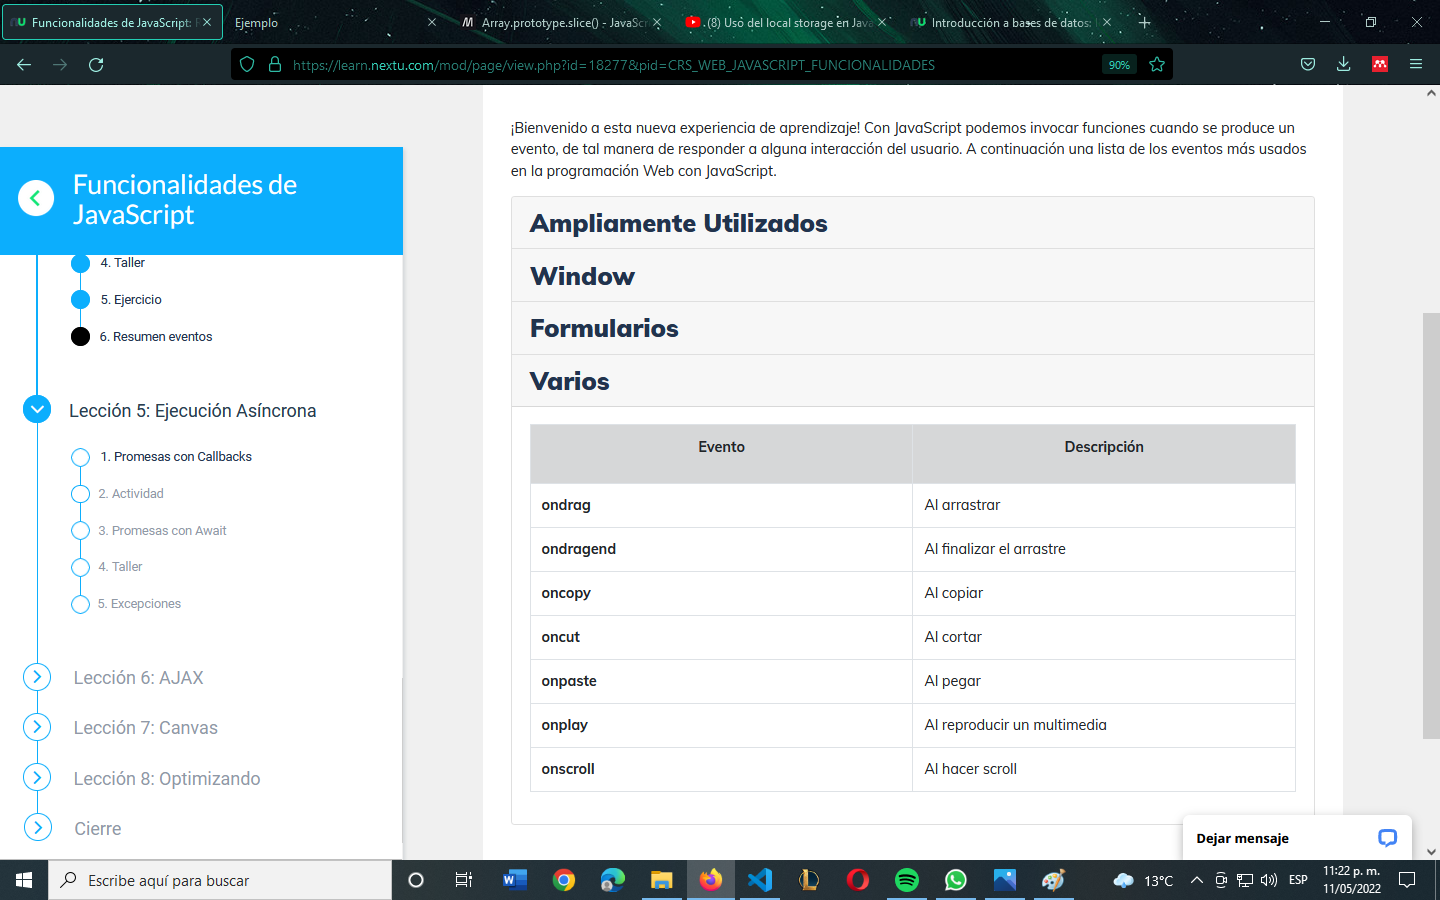 Funcionalidades de JavaScript:
Ejemplo
Array.prototype.slice() - JavaSc
(8) Uso del local storage en Java
Introducción a bases de datos:
https://learn.nextu.com/mod/page/view.php?id=18277&pid=CRS_WEB_JAVASCRIPT_FUNCIONALIDADES
90%
Funcionalidades de
JavaScript
4. Taller
5. Ejercicio
6. Resumen eventos
Lección 5: Ejecución Asíncrona
1. Promesas con Callbacks
2. Actividad
3. Promesas con Await
4. Taller
5. Excepciones
Lección 6: AJAX
Lección 7: Canvas
Lección 8: Optimizando
Cierre
¡Bienvenido a esta nueva experiencia de aprendizaje! Con JavaScript podemos invocar funciones cuando se produce un
evento, de tal manera de responder a alguna interacción del usuario. A continuación una lista de los eventos más usados
en la programación Web con JavaScript.
Ampliamente Utilizados
Window
Formularios
Varios
Evento Descripción
ondrag Al arrastrar
ondragend Al finalizar el arrastre
oncopy Al copiar
oncut Al cortar
onpaste Al pegar
onplay Al reproducir un multimedia
onscroll Al hacer scroll
Dejar mensaje
Escribe aquí para buscar
13°C
ESP
11:22 p. m.
11/05/2022